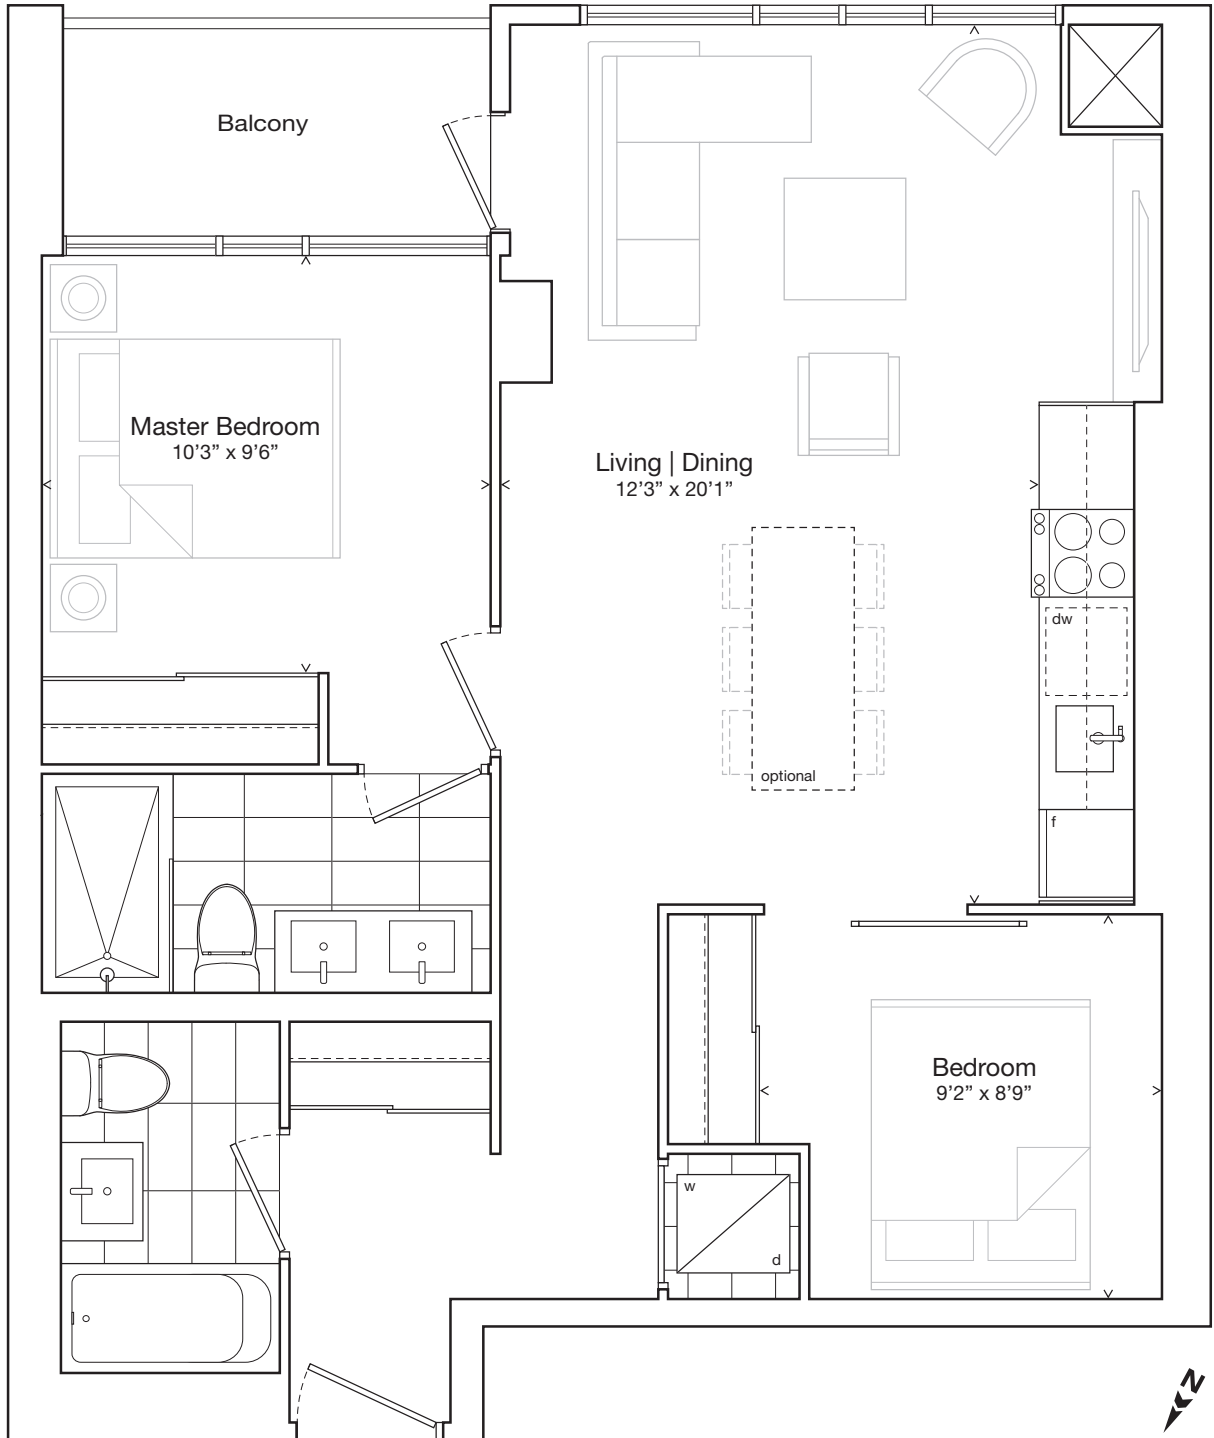 Balcony
Master Bedroom
10’3” x 9’6”
Living | Dining
12’3” x 20’1”
dw
optional
f
Bedroom
9’2” x 8’9”
w
d
N